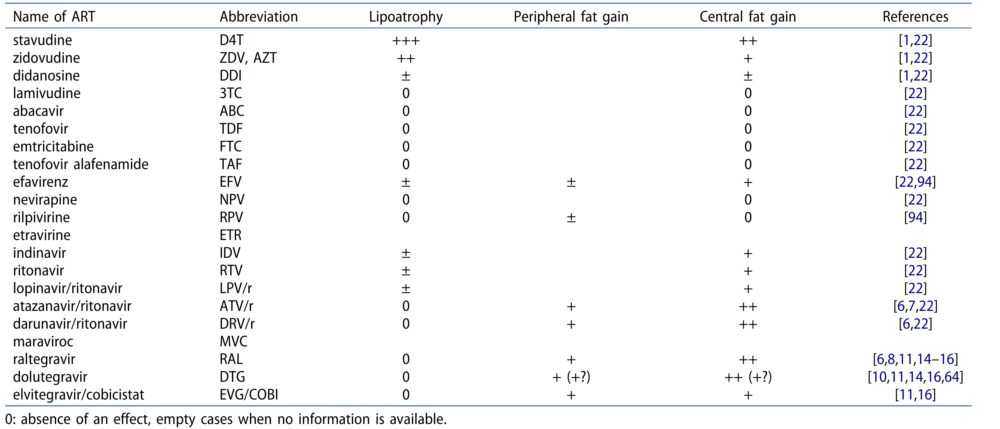 Name of ART Abbreviation Lipoatrophy Peripheral fat gain Central fat gain References
stavudine D4T +++ ++ [1,22]
zidovudine ZDV, AZT ++ + [1,22]
didanosine DDI ± ± [1,22]
lamivudine 3TC 0 0 [22]
abacavir ABC 0 0 [22]
tenofovir TDF 0 0 [22]
emtricitabine FTC 0 0 [22]
tenofovir alafenamide TAF 0 0 [22]
efavirenz EFV ± ± + [22,94]
nevirapine NPV 0 0 [22]
rilpivirine RPV 0 ± 0 [94]
etravirine ETR
indinavir IDV ± + [22]
ritonavir RTV ± + [22]
lopinavir/ritonavir LPV/r ± + [22]
atazanavir/ritonavir ATV/r 0 + ++ [6,7,22]
darunavir/ritonavir DRV/r 0 + ++ [6,22]
maraviroc MVC
raltegravir RAL 0 + ++ [6,8,11,14–16]
dolutegravir DTG 0 + (+?) ++ (+?) [10,11,14,16,64]
elvitegravir/cobicistat EVG/COBI 0 + + [11,16]
0: absence of an effect, empty cases when no information is available.